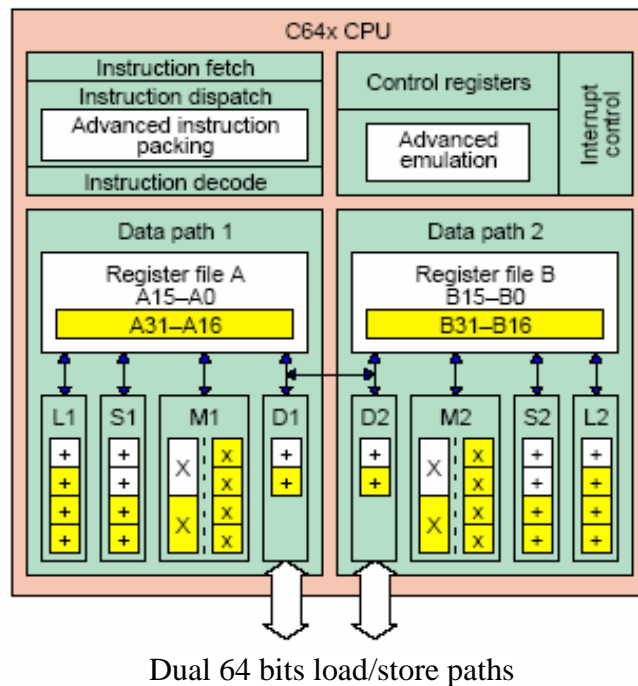 C64x CPU
Instruction fetch
Instruction dispatch
Advanced instruction
packing
Instruction decode
Control registers
Advanced
emulation
Interrupt
control
Data path 1
Register file A
A15–A0
A31–A16
Data path 2
Register file B
B15–B0
B31–B16
L1 S1 M1 D1 D2 M2 S2 L2
+ + X x + + X x + +
+ + x + + x + +
+ + X x X x + +
+ + x x + +
Dual 64 bits load/store paths